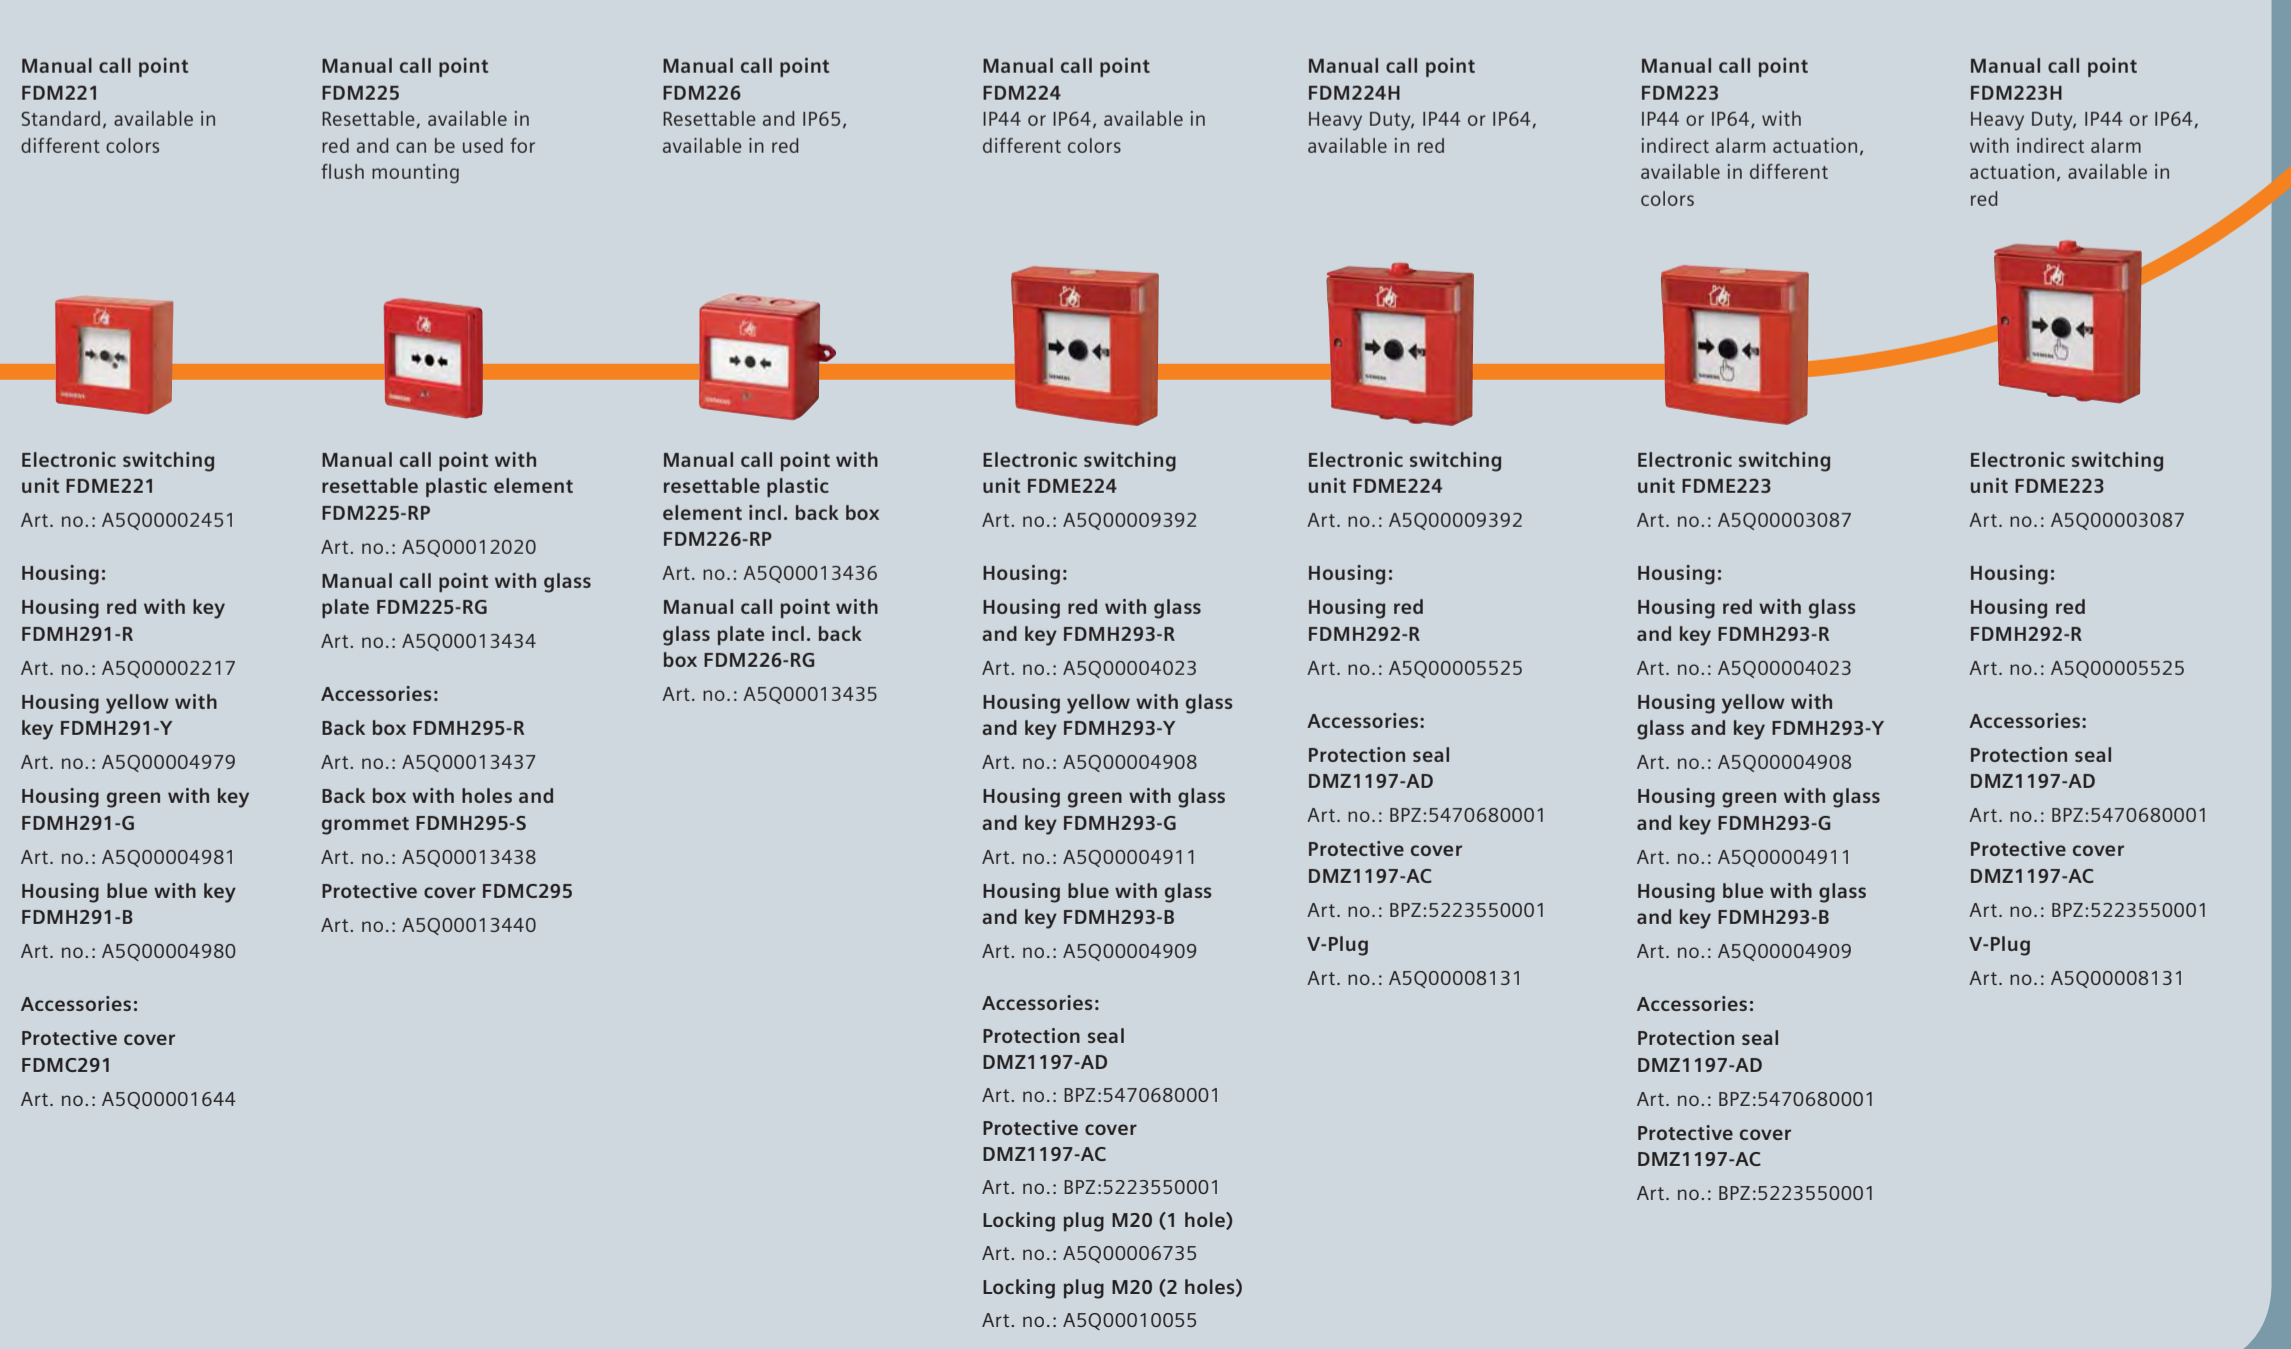 Manual call point
FDM221
Standard, available in
different colors
Manual call point
FDM225
Resettable, available in
red and can be used for
flush mounting
Manual call point
FDM226
Resettable and IP65,
available in red
Manual call point
FDM224
IP44 or IP64, available in
different colors
Manual call point
FDM224H
Heavy Duty, IP44 or IP64,
available in red
Manual call point
FDM223
IP44 or IP64, with
indirect alarm actuation,
available in different
colors
Manual call point
FDM223H
Heavy Duty, IP44 or IP64,
with indirect alarm
actuation, available in
red
Electronic switching
unit FDME221
Art. no.: A5Q00002451
Housing:
Housing red with key
FDMH291-R
Art. no.: A5Q00002217
Housing yellow with
key FDMH291-Y
Art. no.: A5Q00004979
Housing green with key
FDMH291-G
Art. no.: A5Q00004981
Housing blue with key
FDMH291-B
Art. no.: A5Q00004980
Accessories:
Protective cover
FDMC291
Art. no.: A5Q00001644
Manual call point with
resettable plastic element
FDM225-RP
Art. no.: A5Q00012020
Manual call point with glass
plate FDM225-RG
Art. no.: A5Q00013434
Accessories:
Back box FDMH295-R
Art. no.: A5Q00013437
Back box with holes and
grommet FDMH295-S
Art. no.: A5Q00013438
Protective cover FDMC295
Art. no.: A5Q00013440
Manual call point with
resettable plastic
element incl. back box
FDM226-RP
Art. no.: A5Q00013436
Manual call point with
glass plate incl. back
box FDM226-RG
Art. no.: A5Q00013435
SIEMENS
Electronic switching
unit FDME224
Art. no.: A5Q00009392
Housing:
Housing red with glass
and key FDMH293-R
Art. no.: A5Q00004023
Housing yellow with glass
and key FDMH293-Y
Art. no.: A5Q00004908
Housing green with glass
and key FDMH293-G
Art. no.: A5Q00004911
Housing blue with glass
and key FDMH293-B
Art. no.: A5Q00004909
Accessories:
Protection seal
DMZ1197-AD
Art. no.: BPZ:5470680001
Protective cover
DMZ1197-AC
Art. no.: BPZ:5223550001
Locking plug M20 (1 hole)
Art. no.: A5Q00006735
Locking plug M20 (2 holes)
Art. no.: A5Q00010055
SIEMENS
Electronic switching
unit FDME224
Art. no.: A5Q00009392
Housing:
Housing red
FDMH292-R
Art. no.: A5Q00005525
Accessories:
Protection seal
DMZ1197-AD
Art. no.: BPZ:5470680001
Protective cover
DMZ1197-AC
Art. no.: BPZ:5223550001
V-Plug
Art. no.: A5Q00008131
SIEMENS
Electronic switching
unit FDME223
Art. no.: A5Q00003087
Housing:
Housing red with glass
and key FDMH293-R
Art. no.: A5Q00004023
Housing yellow with
glass and key FDMH293-Y
Art. no.: A5Q00004908
Housing green with glass
and key FDMH293-G
Art. no.: A5Q00004911
Housing blue with glass
and key FDMH293-B
Art. no.: A5Q00004909
Accessories:
Protection seal
DMZ1197-AD
Art. no.: BPZ:5470680001
Protective cover
DMZ1197-AC
Art. no.: BPZ:5223550001
SIEMENS
Electronic switching
unit FDME223
Art. no.: A5Q00003087
Housing:
Housing red
FDMH292-R
Art. no.: A5Q00005525
Accessories:
Protection seal
DMZ1197-AD
Art. no.: BPZ:5470680001
Protective cover
DMZ1197-AC
Art. no.: BPZ:5223550001
V-Plug
Art. no.: A5Q00008131